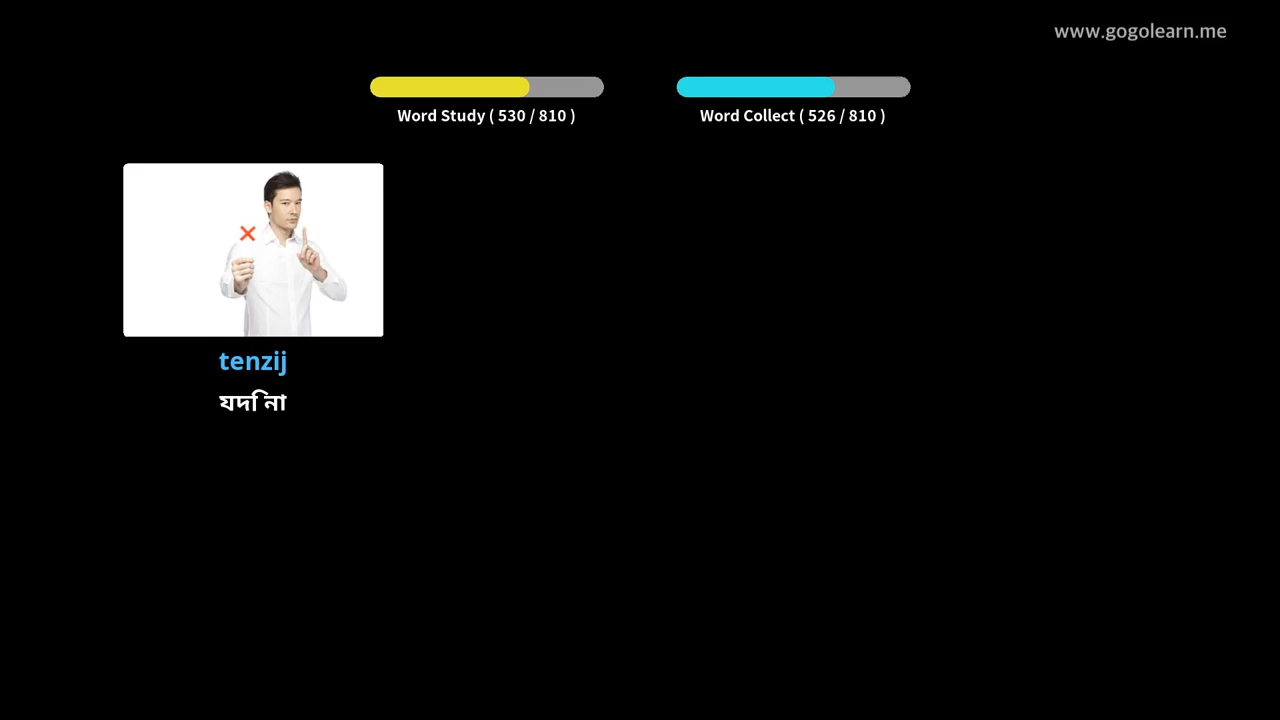 www.gogolearn.me
Word Study ( 530 / 810 )
Word Collect ( 526 / 810 )
tenzij
যদি না